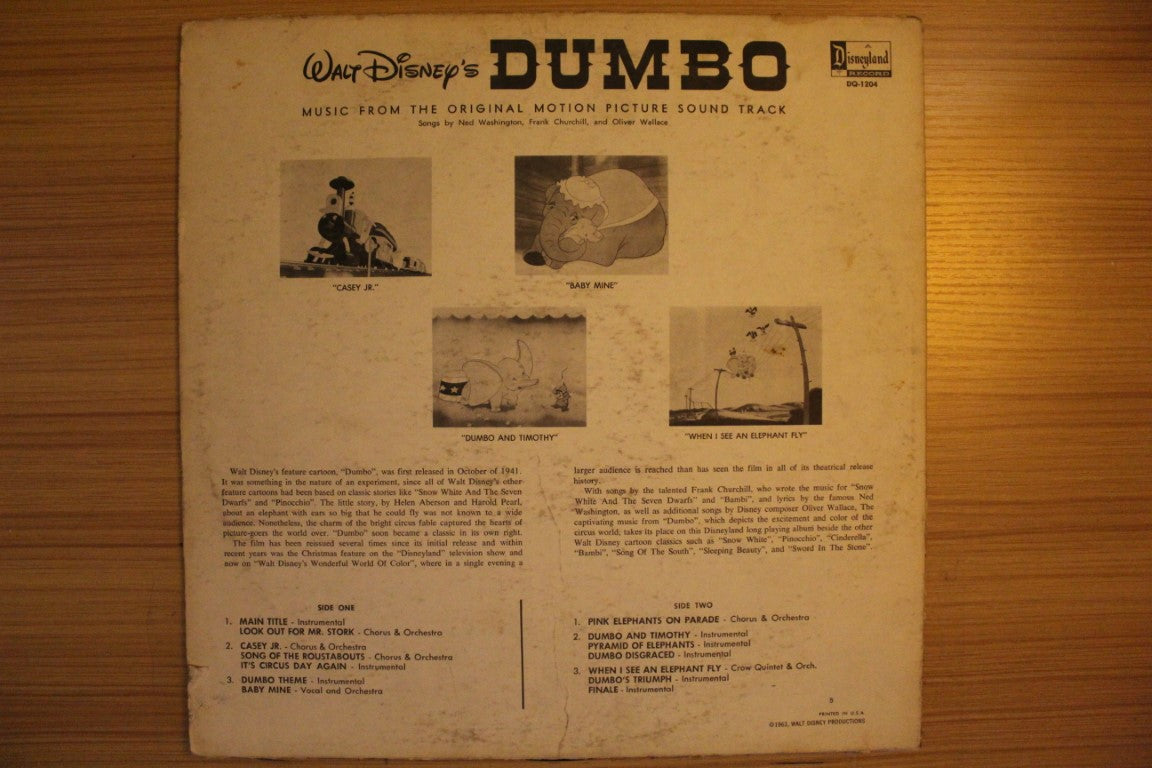 Walt Disney's DUMBO
Disneyland
RECORD
DQ-1204
MUSIC FROM THE ORIGINAL MOTION PICTURE SOUND TRACK
Songs by Ned Washington, Frank Churchill, and Oliver Wallace
"CASEY JR."
"BABY MINE"
"DUMBO AND TIMOTHY"
"WHEN I SEE AN ELEPHANT FLY"
Walt Disney's feature cartoon, "Dumbo", was first released in October of 1941.
It was something in the nature of an experiment, since all of Walt Disney's other
feature cartoons had been based on classic stories like "Snow White And The Seven
Dwarfs" and "Pinocchio". The little story, by Helen Aberson and Harold Pearl,
about an elephant with ears so big that he could fly was not known to a wide
audience. Nonetheless, the charm of the bright circus fable captured the hearts of
picture-goers the world over. "Dumbo" soon became a classic in its own right.
The film has been reissued several times since its initial release and within
recent years was the Christmas feature on the "Disneyland" television show and
now on "Walt Disney's Wonderful World Of Color", where in a single evening a
larger audience is reached than has seen the film in all of its theatrical release
history.
With songs by the talented Frank Churchill, who wrote the music for "Snow
White And The Seven Dwarfs" and "Bambi", and lyrics by the famous Ned
Washington, as well as additional songs by Disney composer Oliver Wallace, The
captivating music from "Dumbo", which depicts the excitement and color of the
circus world, takes its place on this Disneyland long playing album beside the other
Walt Disney cartoon classics such as "Snow White", "Pinocchio", "Cinderella",
"Bambi", "Song Of The South", "Sleeping Beauty", and "Sword In The Stone".
SIDE ONE
1. MAIN TITLE - Instrumental
LOOK OUT FOR MR. STORK - Chorus & Orchestra
2. CASEY JR. - Chorus & Orchestra
SONG OF THE ROUSTABOUTS - Chorus & Orchestra
IT'S CIRCUS DAY AGAIN - Instrumental
3. DUMBO THEME - Instrumental
BABY MINE - Vocal and Orchestra
SIDE TWO
1. PINK ELEPHANTS ON PARADE - Chorus & Orchestra
2. DUMBO AND TIMOTHY - Instrumental
PYRAMID OF ELEPHANTS - Instrumental
DUMBO DISGRACED - Instrumental
3. WHEN I SEE AN ELEPHANT FLY - Crow Quintet & Orch.
DUMBO'S TRIUMPH - Instrumental
FINALE - Instrumental
PRINTED IN U.S.A.
©1963, WALT DISNEY PRODUCTIONS